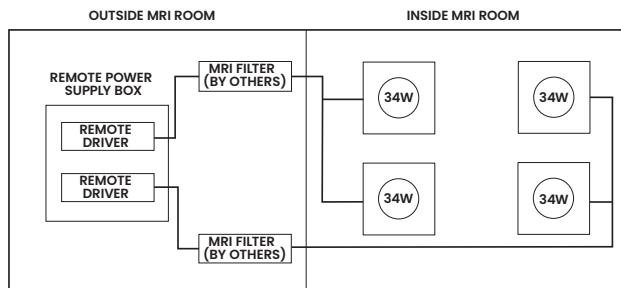 OUTSIDE MRI ROOM
INSIDE MRI ROOM
REMOTE POWER
SUPPLY BOX
MRI FILTER
(BY OTHERS)
REMOTE
DRIVER
REMOTE
DRIVER
MRI FILTER
(BY OTHERS)
34W
34W
34W
34W